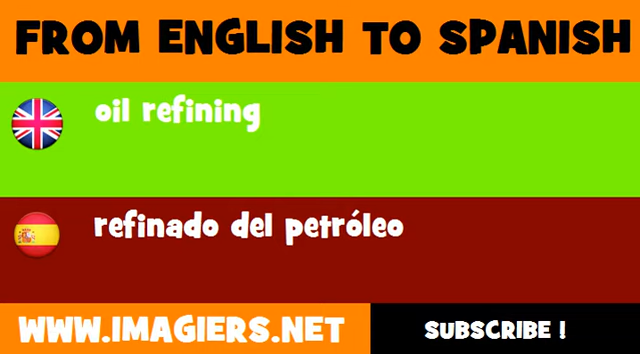 FROM ENGLISH TO SPANISH
oil refining
refinado del petróleo
WWW.IMAGIERS.NET
SUBSCRIBE !